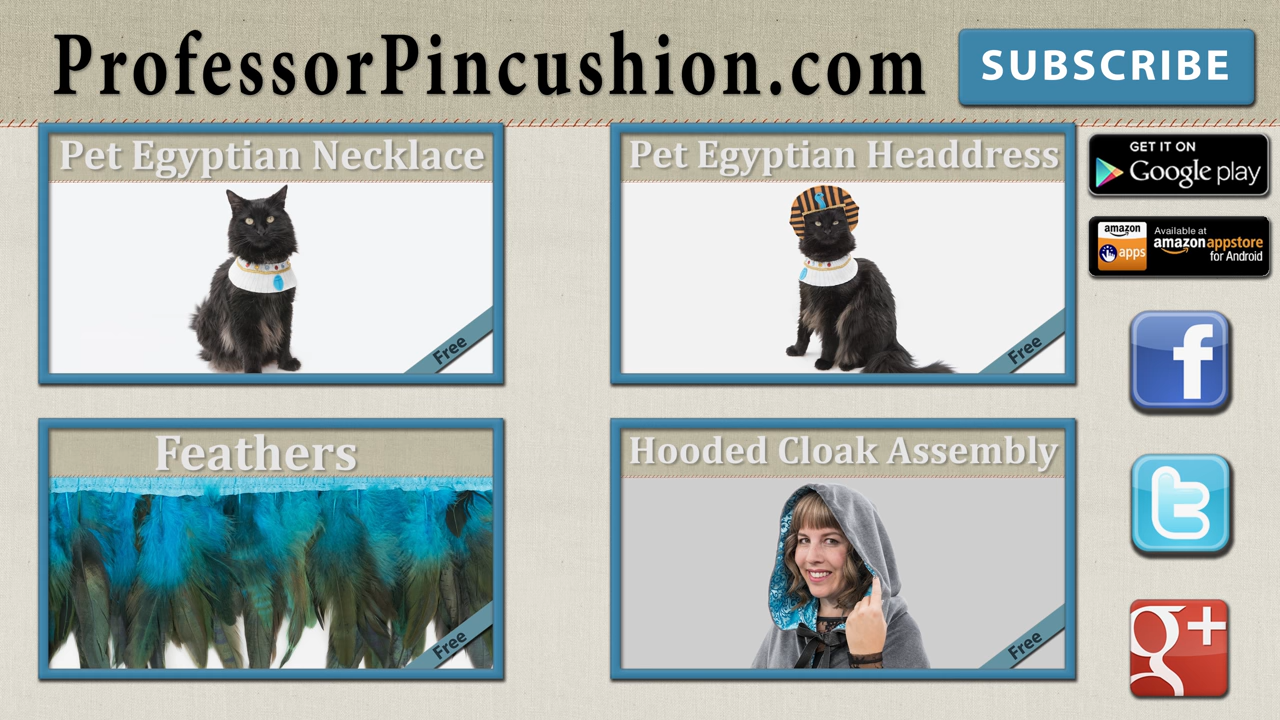 ProfessorPincushion.com
SUBSCRIBE
Pet Egyptian Necklace
Free
Pet Egyptian Headdress
Free
GET IT ON
Google play
amazon
apps
Available at
amazon appstore
for Android
f
t
Feathers
Free
Hooded Cloak Assembly
Free
g+